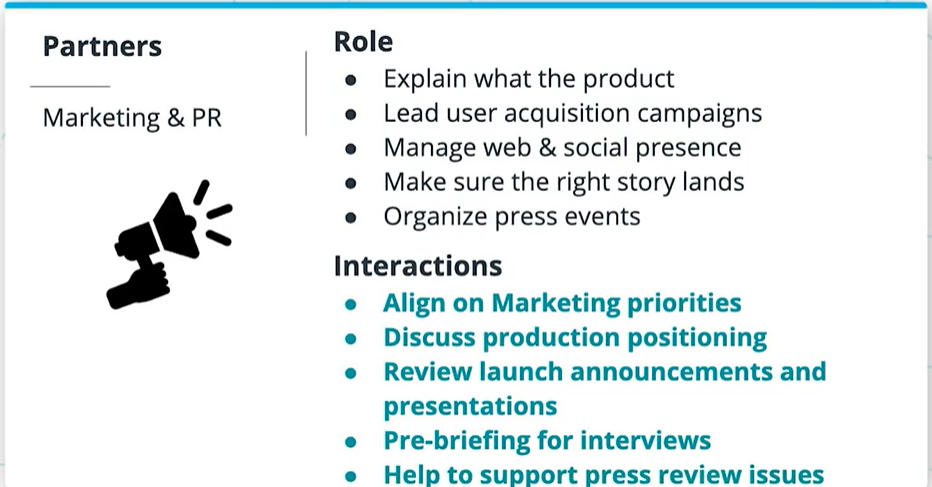 Partners
Marketing & PR
Role
Explain what the product
Lead user acquisition campaigns
Manage web & social presence
Make sure the right story lands
Organize press events
Interactions
Align on Marketing priorities
Discuss production positioning
Review launch announcements and
presentations
Pre-briefing for interviews
Help to support press review issues